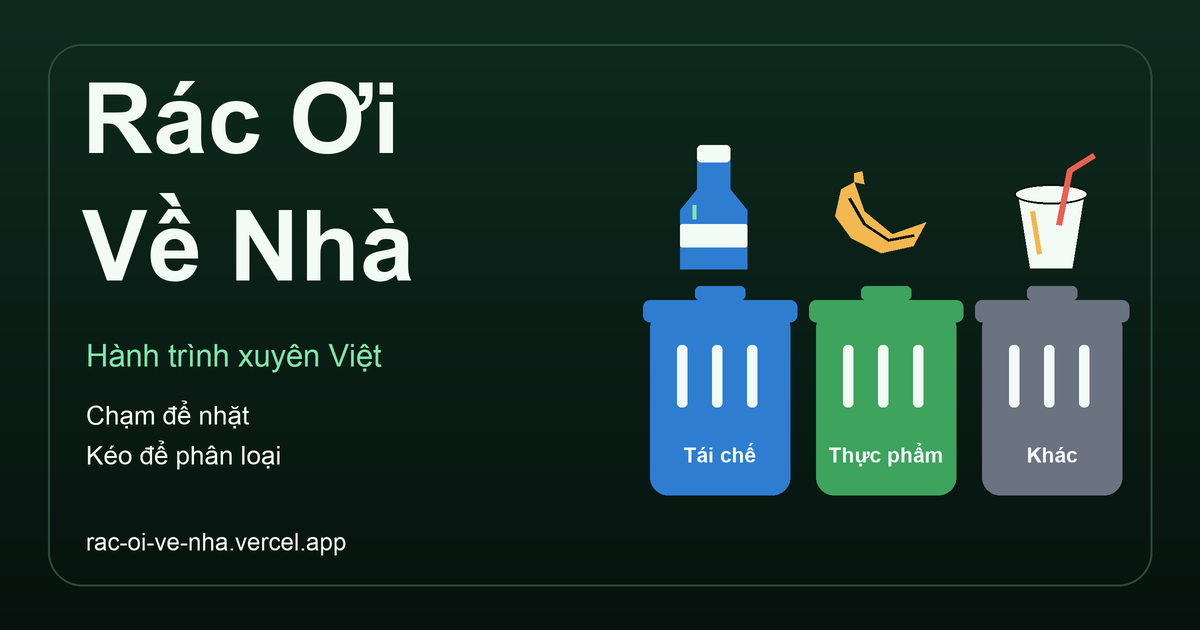 Rác Ơi
Về Nhà
Hành trình xuyên Việt
Chạm để nhặt
Kéo để phân loại
rac-oi-ve-nha.vercel.app
Tái chế
Thực phẩm
Khác